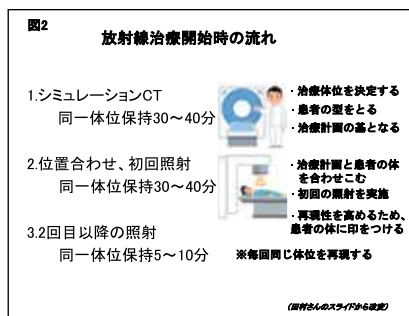 図2
放射線治療開始時の流れ
1.シミュレーションCT
同一体位保持30～40分
・治療体位を決定する
・患者の型をとる
・治療計画の基となる
2.位置合わせ、初回照射
同一体位保持30～40分
・治療計画と患者の体
を合わせこむ
・初回の照射を実施
・再現性を高めるため、
患者の体に印をつける
3.2回目以降の照射
同一体位保持5～10分
※毎回同じ体位を再現する
(田村さんのスライドから改変)